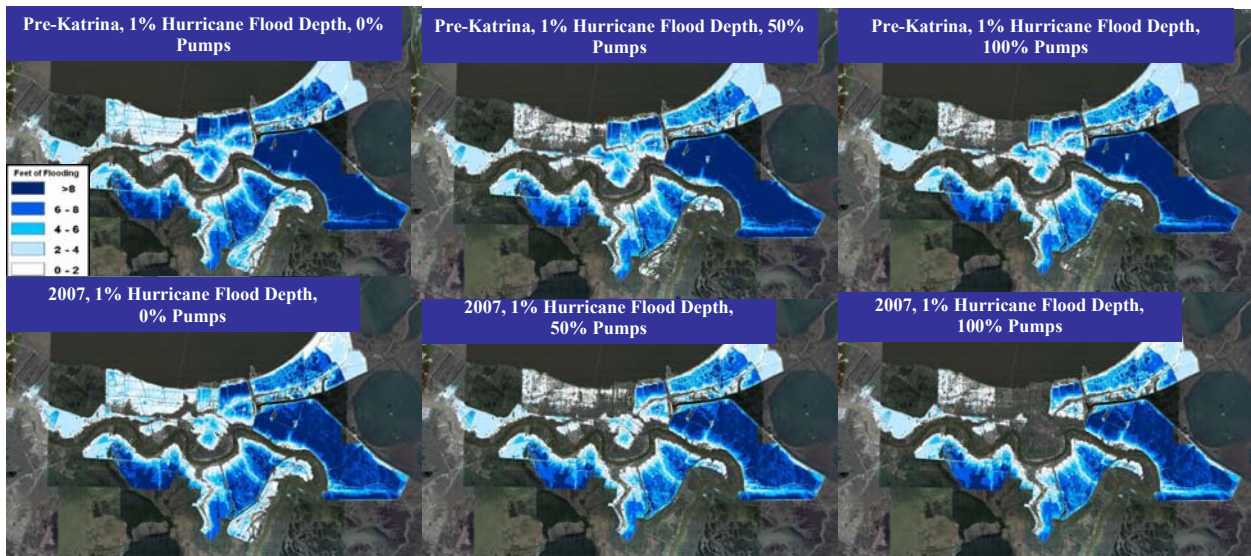 Pre-Katrina, 1% Hurricane Flood Depth, 0%
Pumps
Pre-Katrina, 1% Hurricane Flood Depth, 50%
Pumps
Pre-Katrina, 1% Hurricane Flood Depth,
100% Pumps
Feet of Flooding
>8
6 - 8
4 - 6
2 - 4
0 - 2
2007, 1% Hurricane Flood Depth,
0% Pumps
2007, 1% Hurricane Flood Depth,
50% Pumps
2007, 1% Hurricane Flood Depth,
100% Pumps